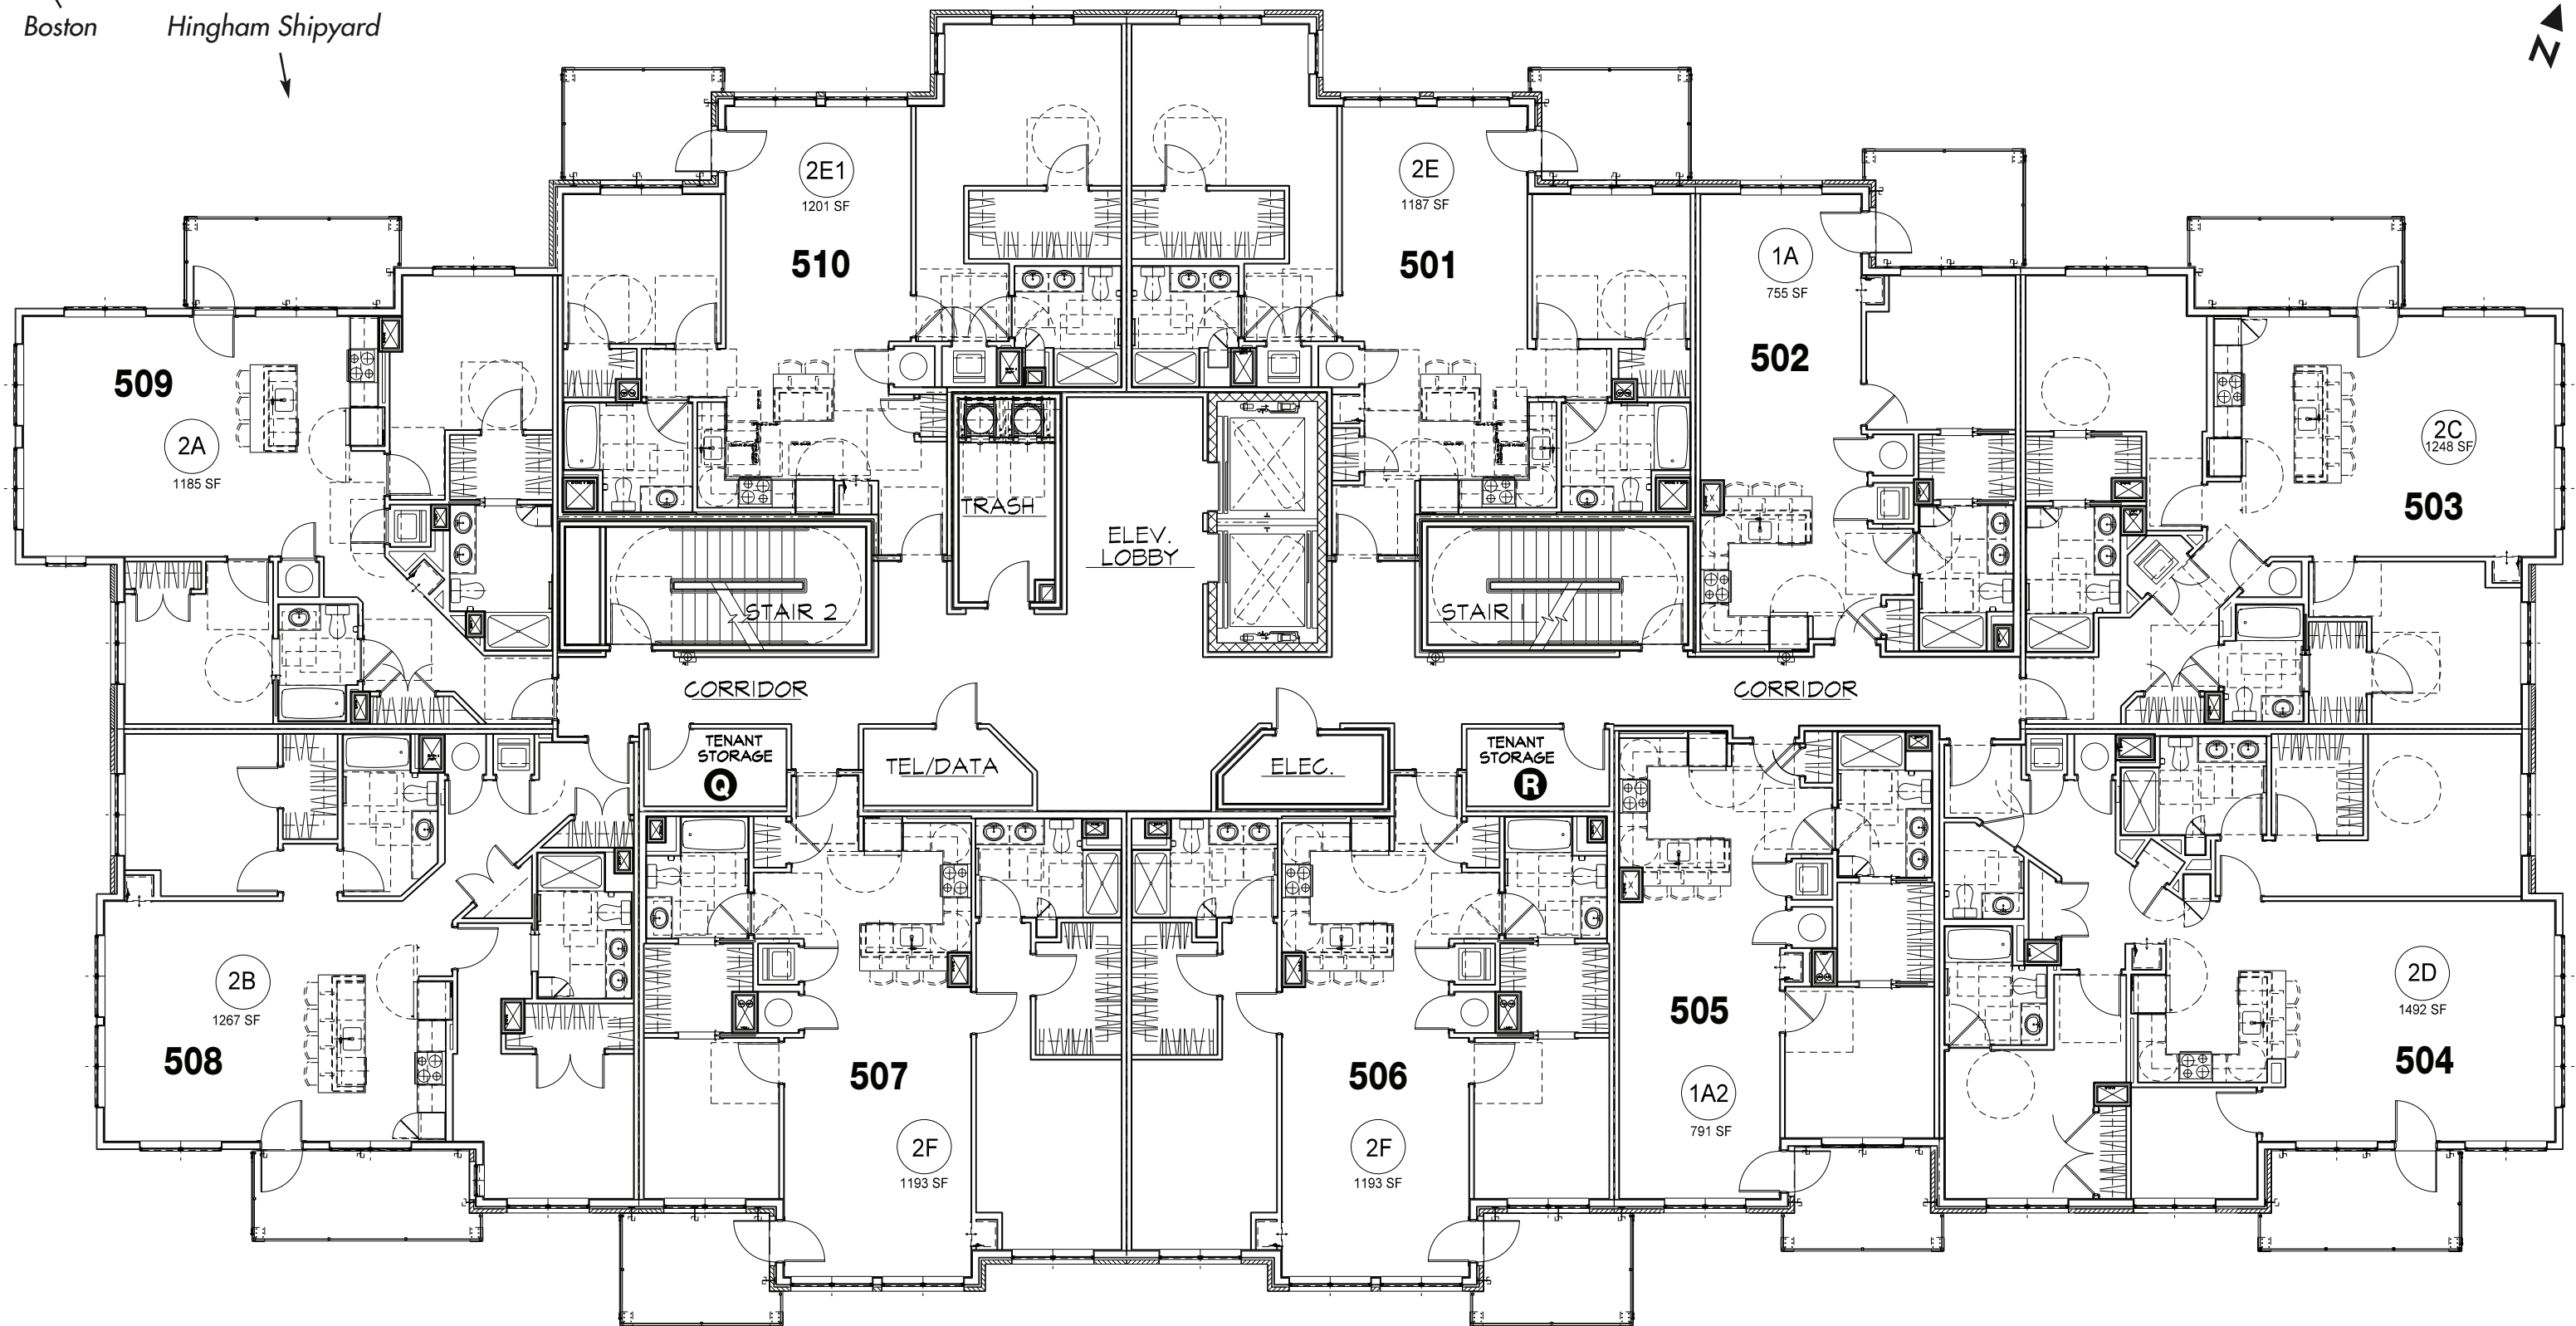 Boston
Hingham Shipyard
N
2E1
1201 SF
510
2E
1187 SF
501
1A
755 SF
502
509
2A
1185 SF
2C
1248 SF
503
TRASH
ELEV.
LOBBY
STAIR 2
STAIR 1
CORRIDOR
CORRIDOR
TENANT
STORAGE
Q
TEL/DATA
ELEC.
TENANT
STORAGE
R
2B
1267 SF
508
507
2F
1193 SF
506
2F
1193 SF
505
1A2
791 SF
2D
1492 SF
504